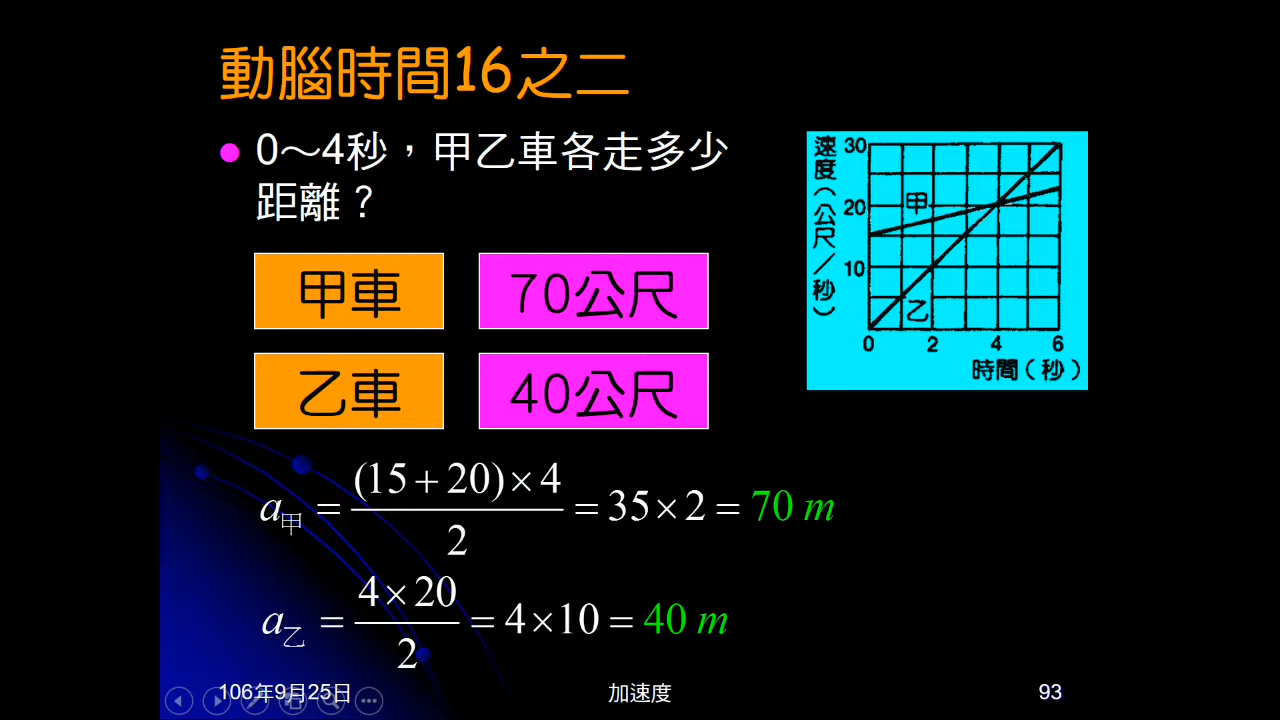 動腦時間16之二
0～4秒，甲乙車各走多少
距離？
甲車
70公尺
乙車
40公尺
速度（公尺／秒）
30
20
10
甲
乙
0 2 4 6
時間（秒）
a甲 = (15+20)×4 / 2 = 35×2 = 70 m
a乙 = 4×20 / 2 = 4×10 = 40 m
106年9月25日
加速度
93